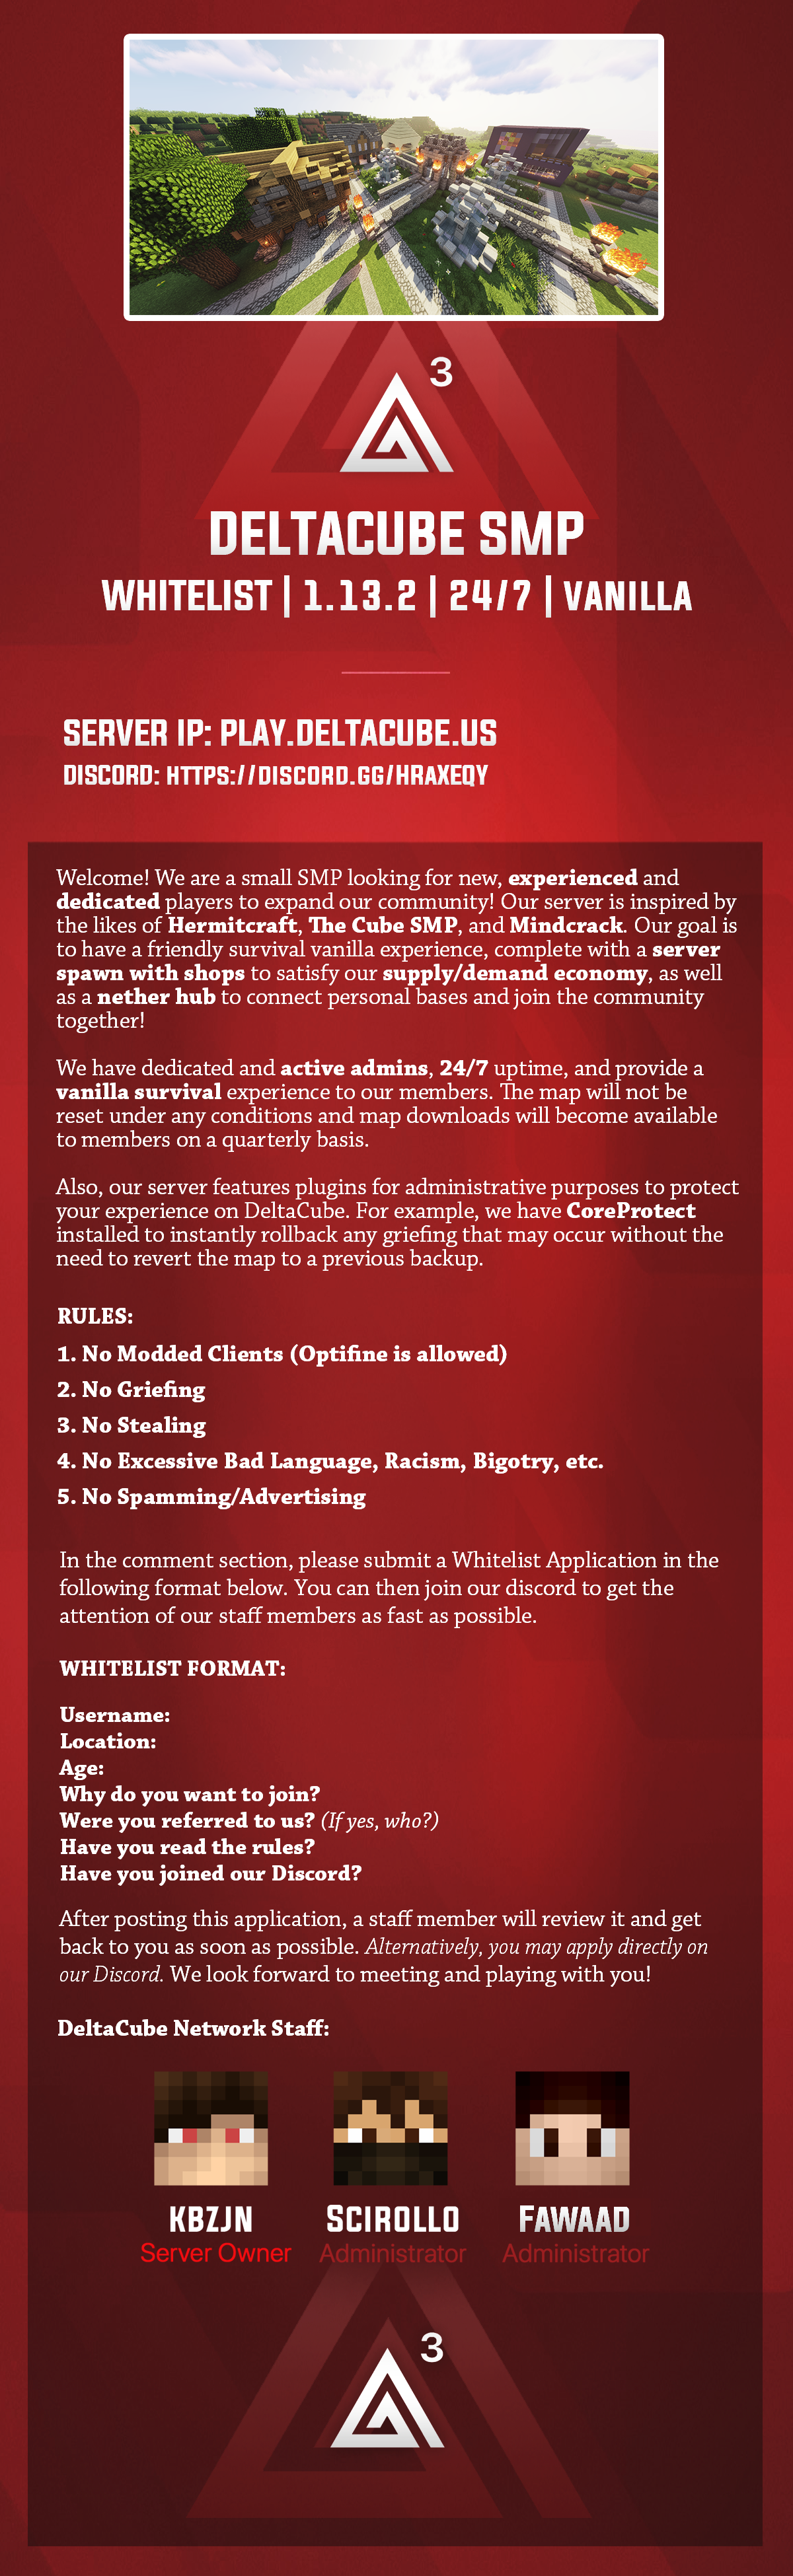 3
DELTACUBE SMP
WHITELIST | 1.13.2 | 24/7 | VANILLA
SERVER IP: PLAY.DELTACUBE.US
DISCORD: HTTPS://DISCORD.GG/HRAXEQY
Welcome! We are a small SMP looking for new, experienced and
dedicated players to expand our community! Our server is inspired by
the likes of Hermitcraft, The Cube SMP, and Mindcrack. Our goal is
to have a friendly survival vanilla experience, complete with a server
spawn with shops to satisfy our supply/demand economy, as well
as a nether hub to connect personal bases and join the community
together!
We have dedicated and active admins, 24/7 uptime, and provide a
vanilla survival experience to our members. The map will not be
reset under any conditions and map downloads will become available
to members on a quarterly basis.
Also, our server features plugins for administrative purposes to protect
your experience on DeltaCube. For example, we have CoreProtect
installed to instantly rollback any griefing that may occur without the
need to revert the map to a previous backup.
RULES:
1. No Modded Clients (Optifine is allowed)
2. No Griefing
3. No Stealing
4. No Excessive Bad Language, Racism, Bigotry, etc.
5. No Spamming/Advertising
In the comment section, please submit a Whitelist Application in the
following format below. You can then join our discord to get the
attention of our staff members as fast as possible.
WHITELIST FORMAT:
Username:
Location:
Age:
Why do you want to join?
Were you referred to us? (If yes, who?)
Have you read the rules?
Have you joined our Discord?
After posting this application, a staff member will review it and get
back to you as soon as possible. Alternatively, you may apply directly on
our Discord. We look forward to meeting and playing with you!
DeltaCube Network Staff:
KBZJN SCIROLLO FAWAAD
Server Owner Administrator Administrator
3